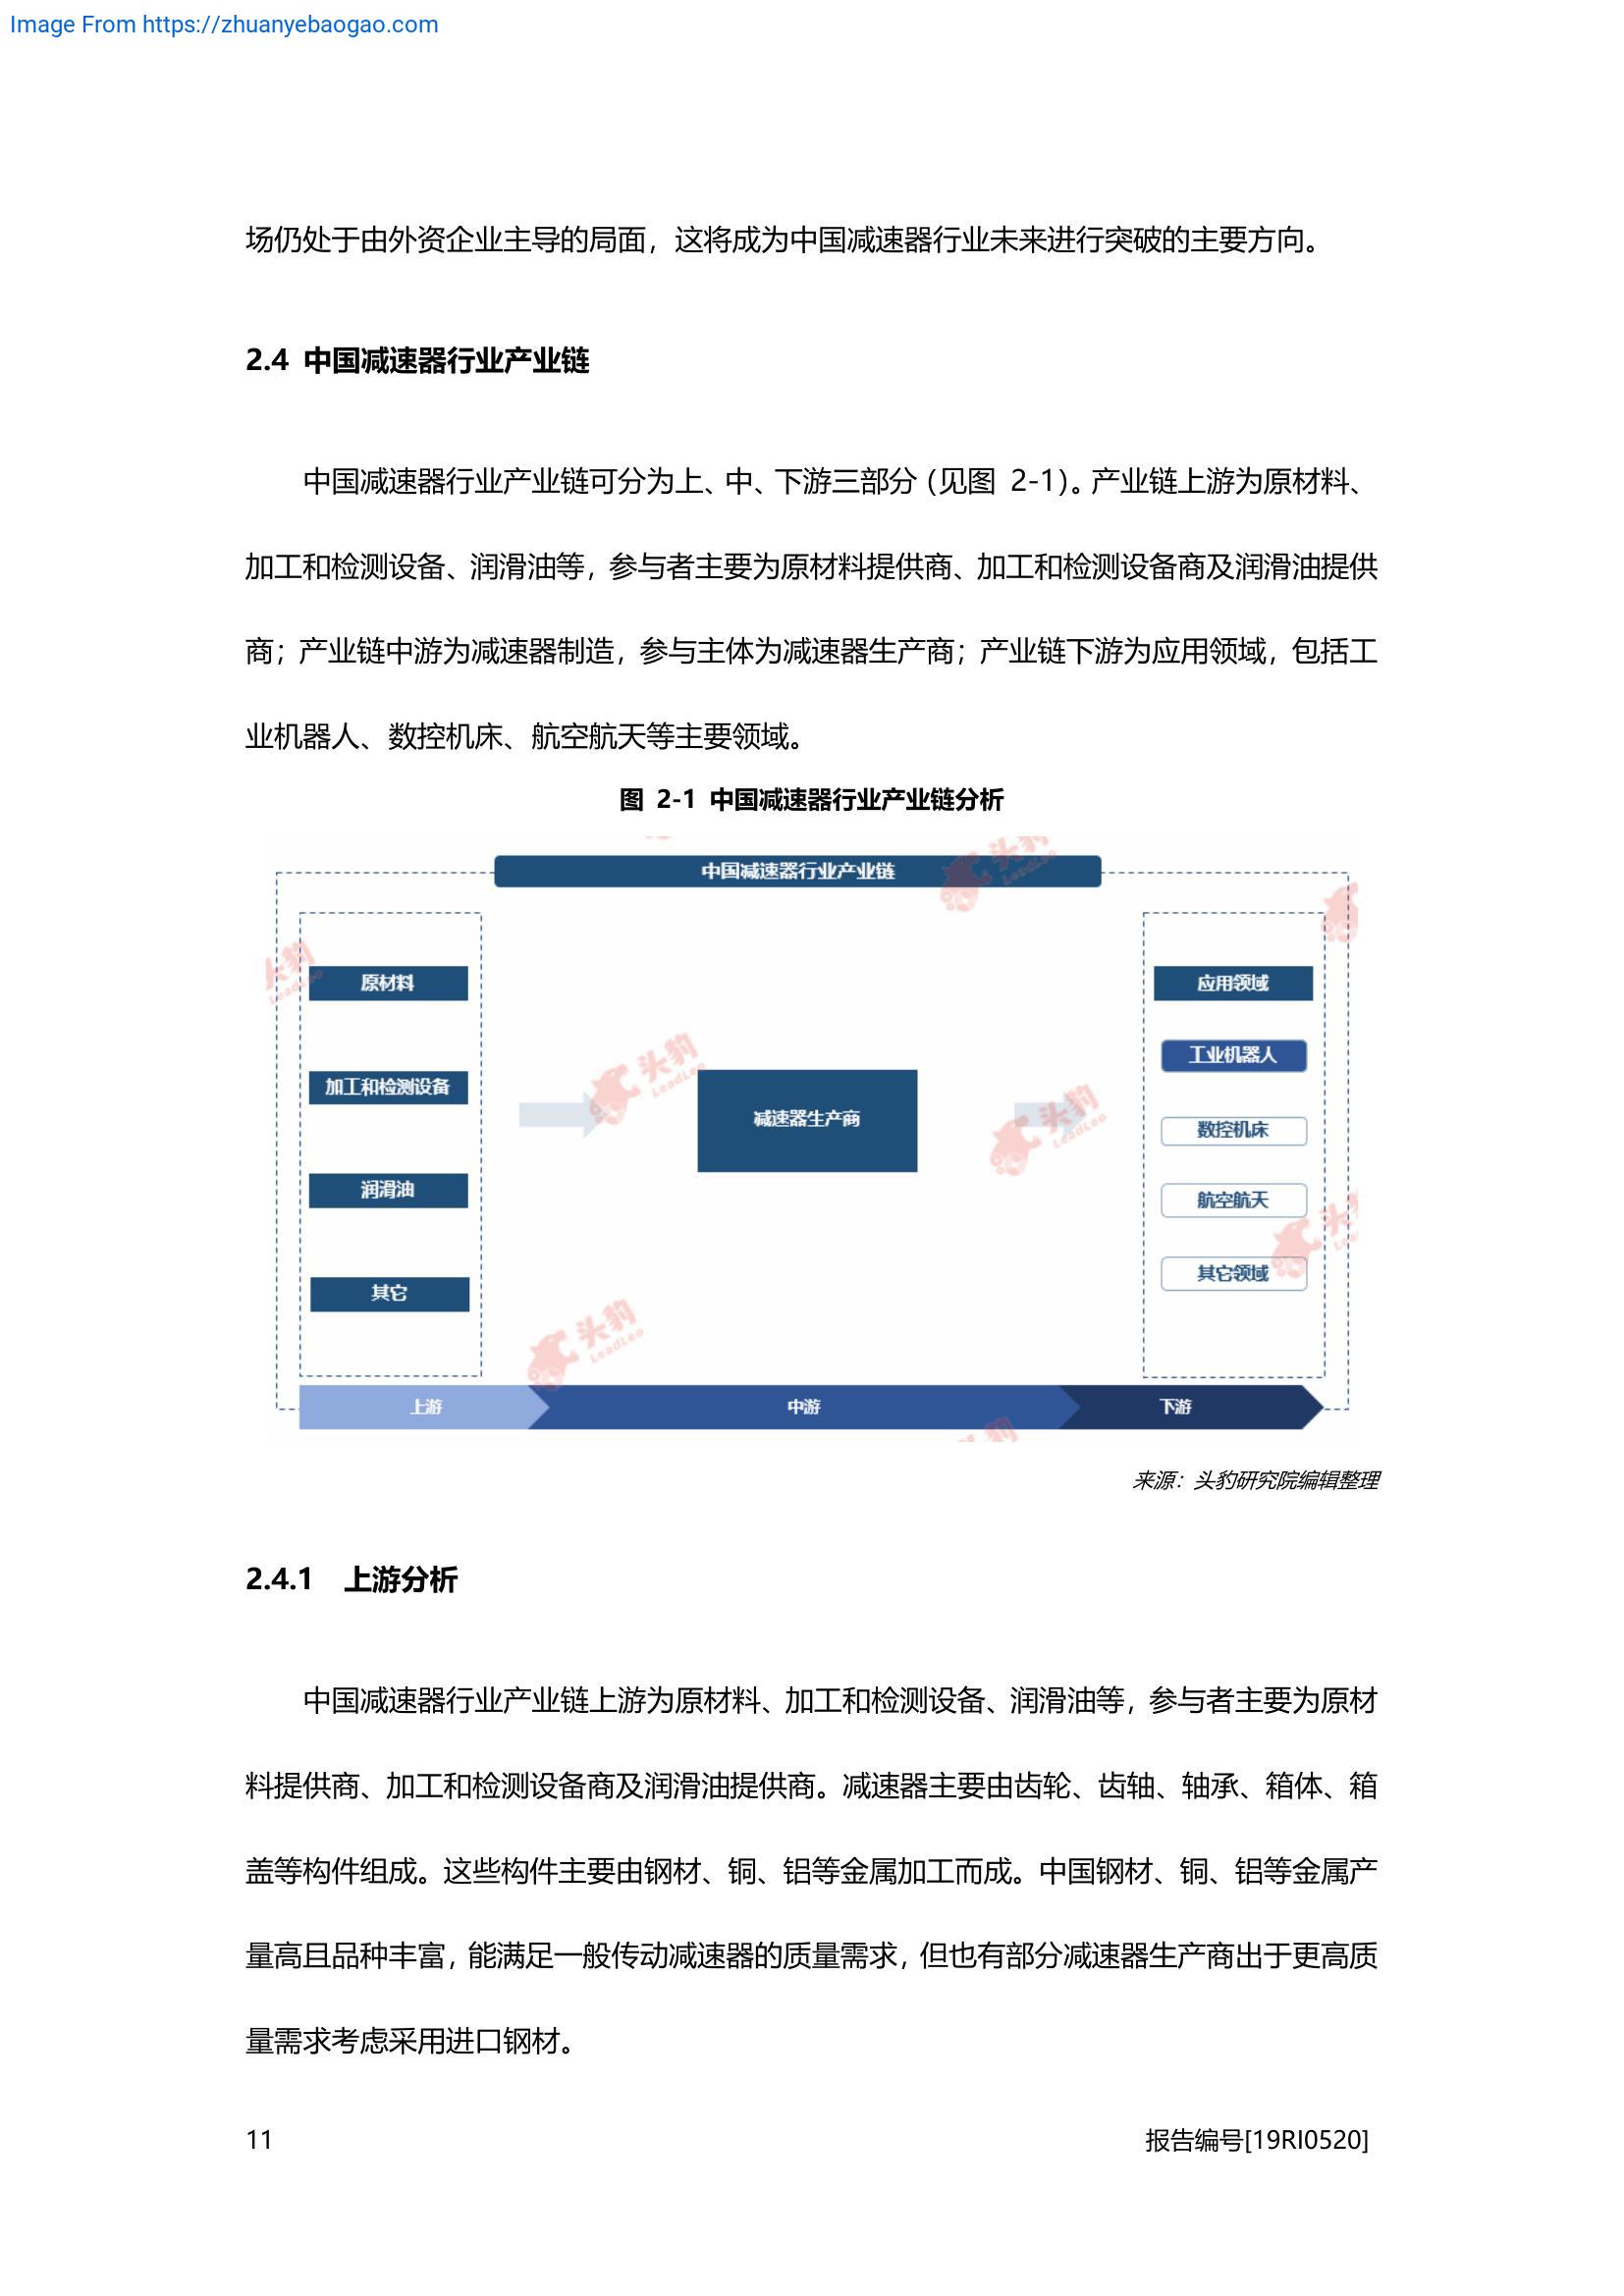 Image From https://zhuanyebaogao.com
场仍处于由外资企业主导的局面，这将成为中国减速器行业未来进行突破的主要方向。
2.4 中国减速器行业产业链
中国减速器行业产业链可分为上、中、下游三部分（见图 2-1）。产业链上游为原材料、
加工和检测设备、润滑油等，参与者主要为原材料提供商、加工和检测设备商及润滑油提供
商；产业链中游为减速器制造，参与主体为减速器生产商；产业链下游为应用领域，包括工
业机器人、数控机床、航空航天等主要领域。
图 2-1 中国减速器行业产业链分析
中国减速器行业产业链
原材料
加工和检测设备
润滑油
其它
减速器生产商
应用领域
工业机器人
数控机床
航空航天
其它领域
上游
中游
下游
头豹
LeadLeo
头豹
LeadLeo
头豹
LeadLeo
头豹
LeadLeo
来源：头豹研究院编辑整理
2.4.1 上游分析
中国减速器行业产业链上游为原材料、加工和检测设备、润滑油等，参与者主要为原材
料提供商、加工和检测设备商及润滑油提供商。减速器主要由齿轮、齿轴、轴承、箱体、箱
盖等构件组成。这些构件主要由钢材、铜、铝等金属加工而成。中国钢材、铜、铝等金属产
量高且品种丰富，能满足一般传动减速器的质量需求，但也有部分减速器生产商出于更高质
量需求考虑采用进口钢材。
11
报告编号[19RI0520]